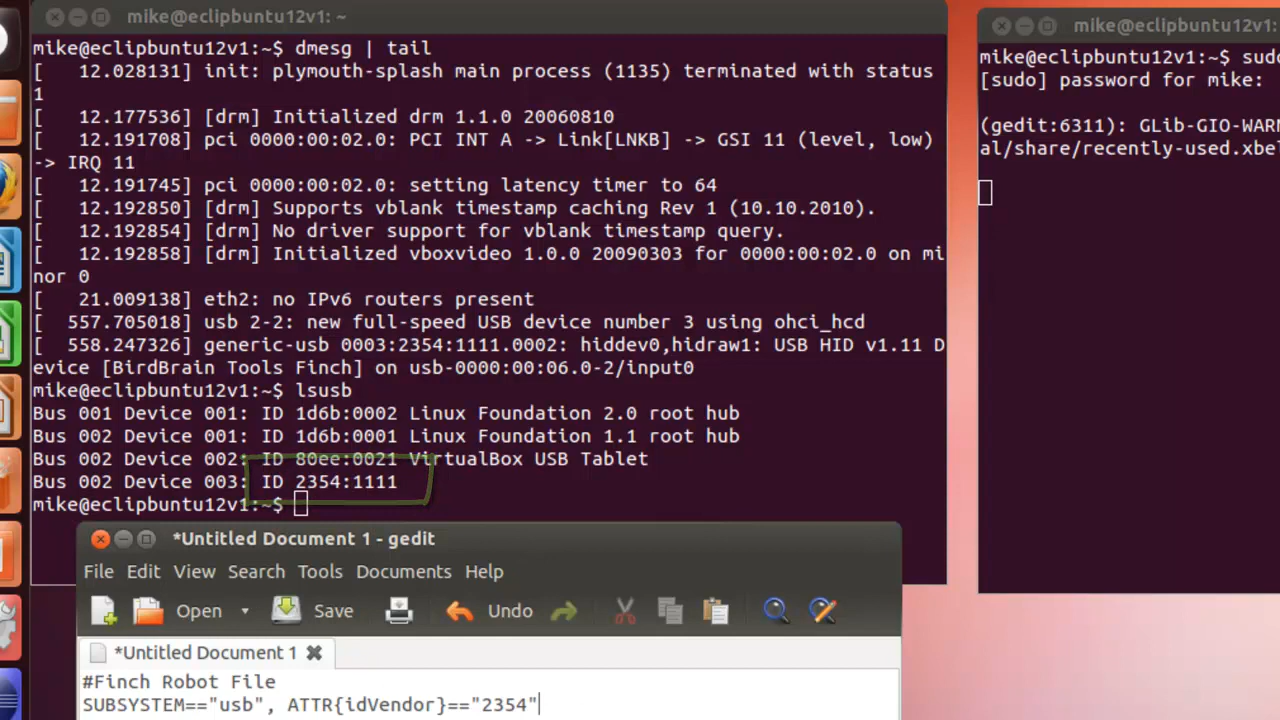 mike@eclipbuntu12v1: ~
mike@eclipbuntu12v1:~$ dmesg | tail
[   12.028131] init: plymouth-splash main process (1135) terminated with status
1
[   12.177536] [drm] Initialized drm 1.1.0 20060810
[   12.191708] pci 0000:00:02.0: PCI INT A -> Link[LNKB] -> GSI 11 (level, low)
-> IRQ 11
[   12.191745] pci 0000:00:02.0: setting latency timer to 64
[   12.192850] [drm] Supports vblank timestamp caching Rev 1 (10.10.2010).
[   12.192854] [drm] No driver support for vblank timestamp query.
[   12.192858] [drm] Initialized vboxvideo 1.0.0 20090303 for 0000:00:02.0 on mi
nor 0
[   21.009138] eth2: no IPv6 routers present
[  557.705018] usb 2-2: new full-speed USB device number 3 using ohci_hcd
[  558.247326] generic-usb 0003:2354:1111.0002: hiddev0,hidraw1: USB HID v1.11 D
evice [BirdBrain Tools Finch] on usb-0000:00:06.0-2/input0
mike@eclipbuntu12v1:~$ lsusb
Bus 001 Device 001: ID 1d6b:0002 Linux Foundation 2.0 root hub
Bus 002 Device 001: ID 1d6b:0001 Linux Foundation 1.1 root hub
Bus 002 Device 002: ID 80ee:0021 VirtualBox USB Tablet
Bus 002 Device 003: ID 2354:1111
mike@eclipbuntu12v1:~$
mike@eclipbuntu12v1:
mike@eclipbuntu12v1:~$ sudo
[sudo] password for mike:
(gedit:6311): GLib-GIO-WARN
al/share/recently-used.xbel
*Untitled Document 1 - gedit
File Edit View Search Tools Documents Help
Open Save Undo
*Untitled Document 1
#Finch Robot File
SUBSYSTEM=="usb", ATTR{idVendor}=="2354"